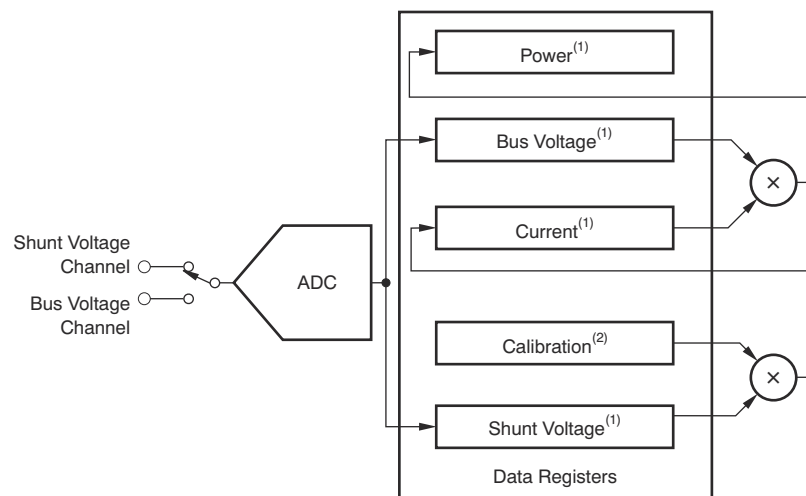 Power(1)
Bus Voltage(1)
×
Shunt Voltage
Channel
Current(1)
ADC
Bus Voltage
Channel
Calibration(2)
×
Shunt Voltage(1)
Data Registers